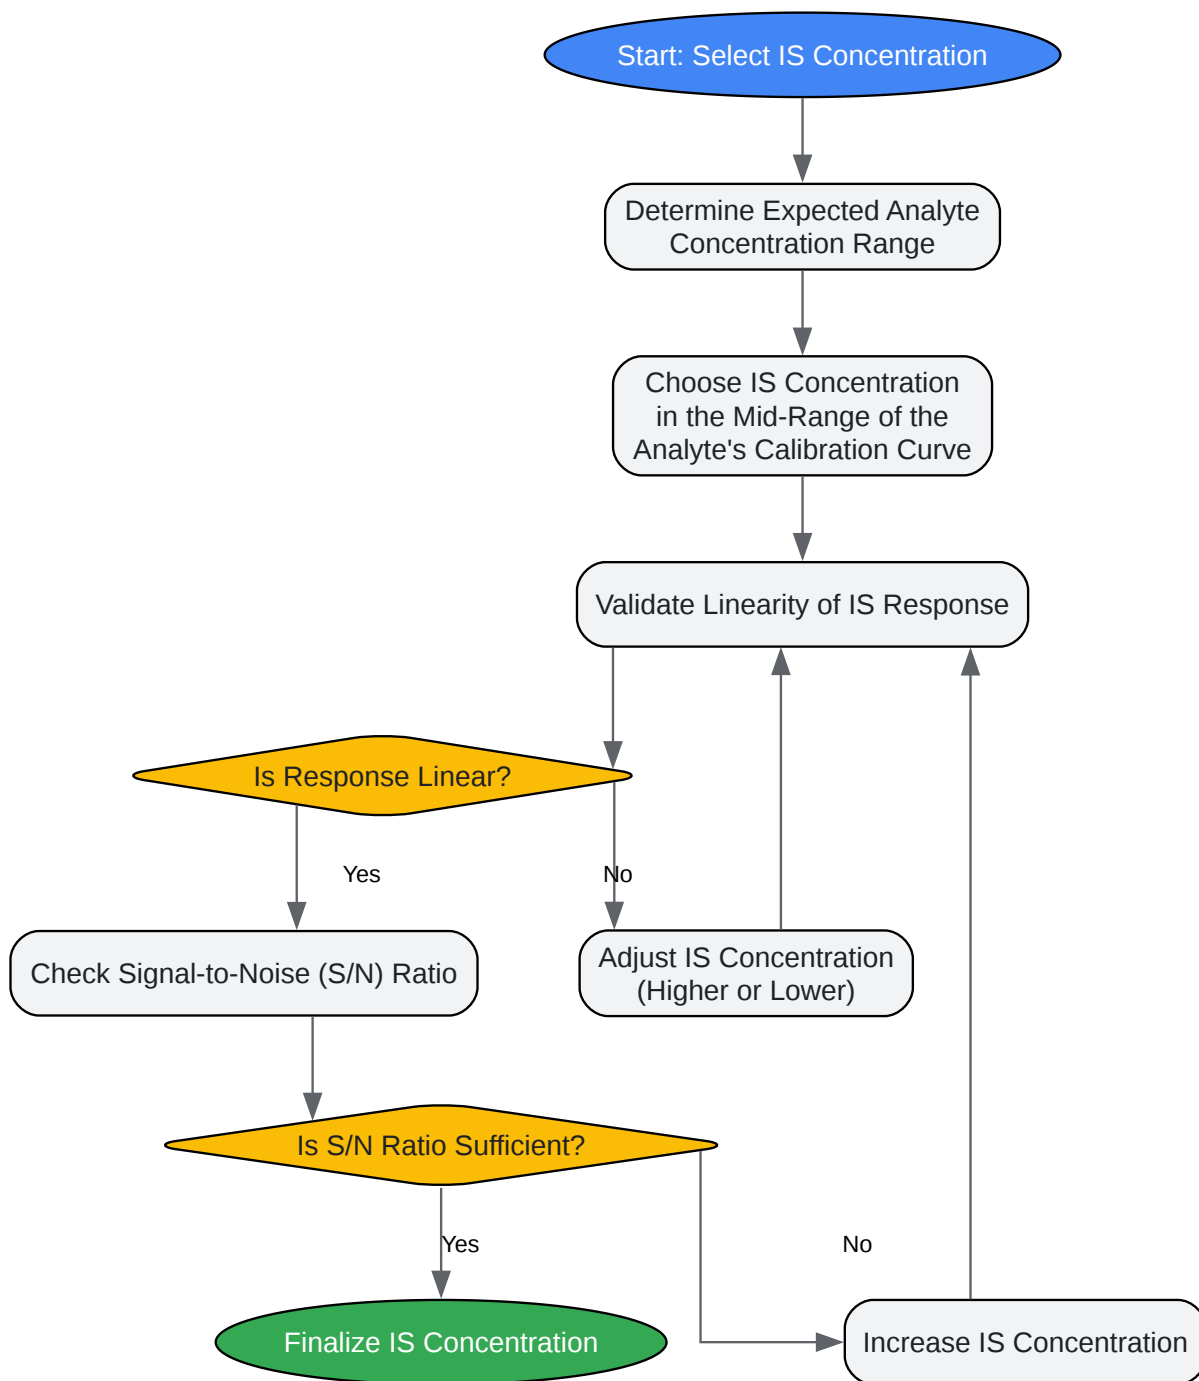 Start: Select IS Concentration
Determine Expected Analyte
Concentration Range
Choose IS Concentration
in the Mid-Range of the
Analyte's Calibration Curve
Validate Linearity of IS Response
Is Response Linear?
Yes
No
Check Signal-to-Noise (S/N) Ratio
Adjust IS Concentration
(Higher or Lower)
Is S/N Ratio Sufficient?
Yes
No
Finalize IS Concentration
Increase IS Concentration